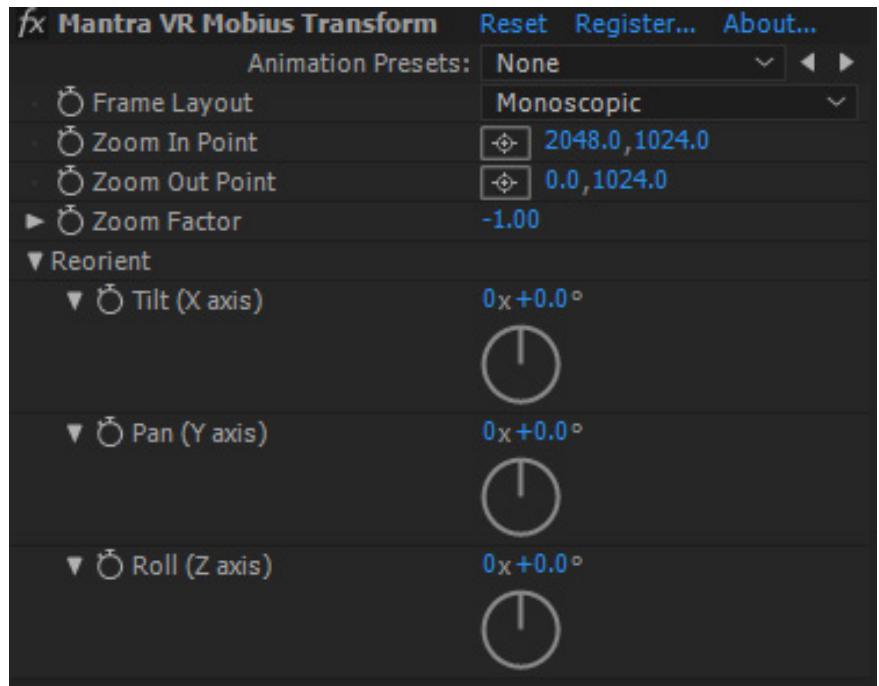 fx Mantra VR Mobius Transform Reset Register... About...
Animation Presets: None
Frame Layout Monoscopic
Zoom In Point 2048.0,1024.0
Zoom Out Point 0.0,1024.0
Zoom Factor -1.00
Reorient
Tilt (X axis) 0x+0.0°
Pan (Y axis) 0x+0.0°
Roll (Z axis) 0x+0.0°